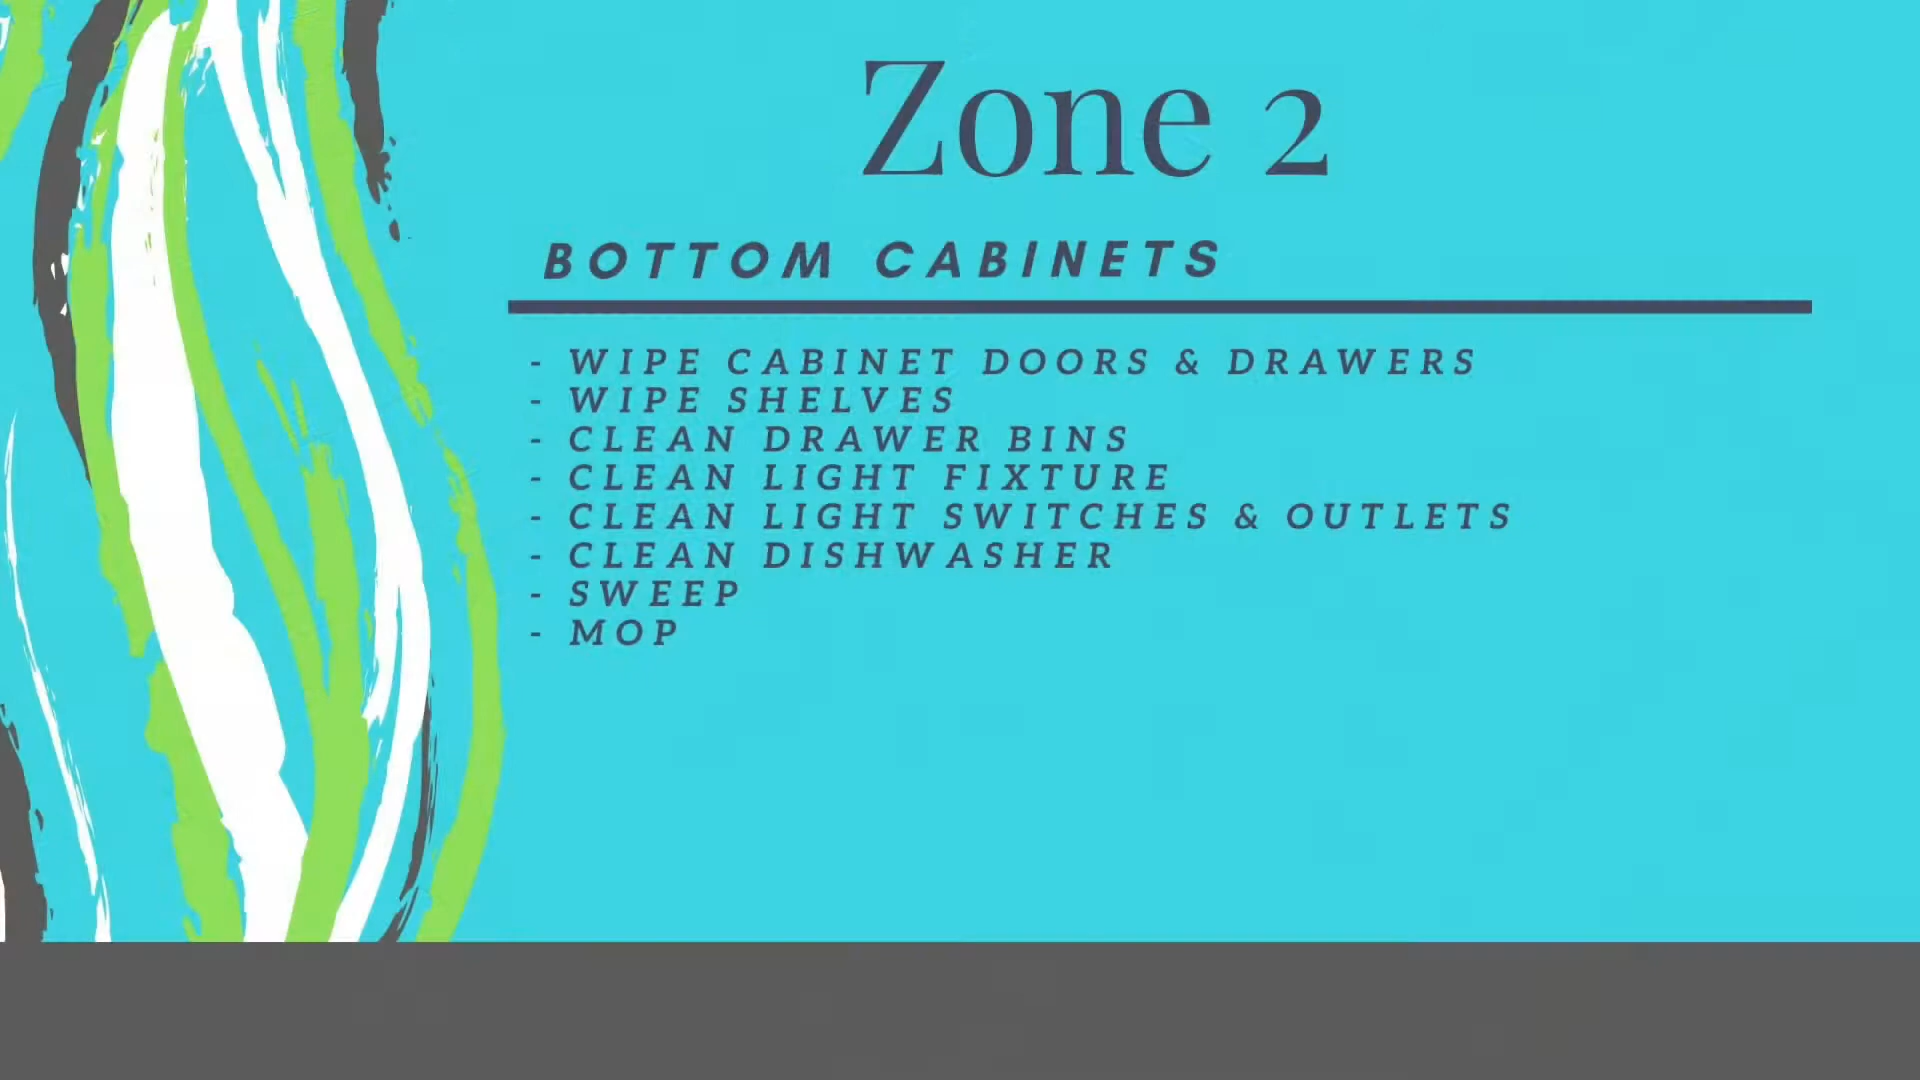 Zone 2
BOTTOM CABINETS
- WIPE CABINET DOORS & DRAWERS
- WIPE SHELVES
- CLEAN DRAWER BINS
- CLEAN LIGHT FIXTURE
- CLEAN LIGHT SWITCHES & OUTLETS
- CLEAN DISHWASHER
- SWEEP
- MOP